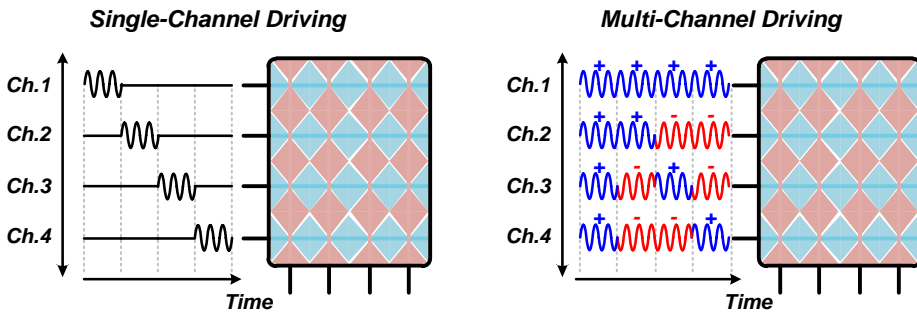 Single-Channel Driving
Ch.1
Ch.2
Ch.3
Ch.4
Time
Multi-Channel Driving
Ch.1 + + + +
Ch.2 + + - -
Ch.3 + - + -
Ch.4 + - - +
Time